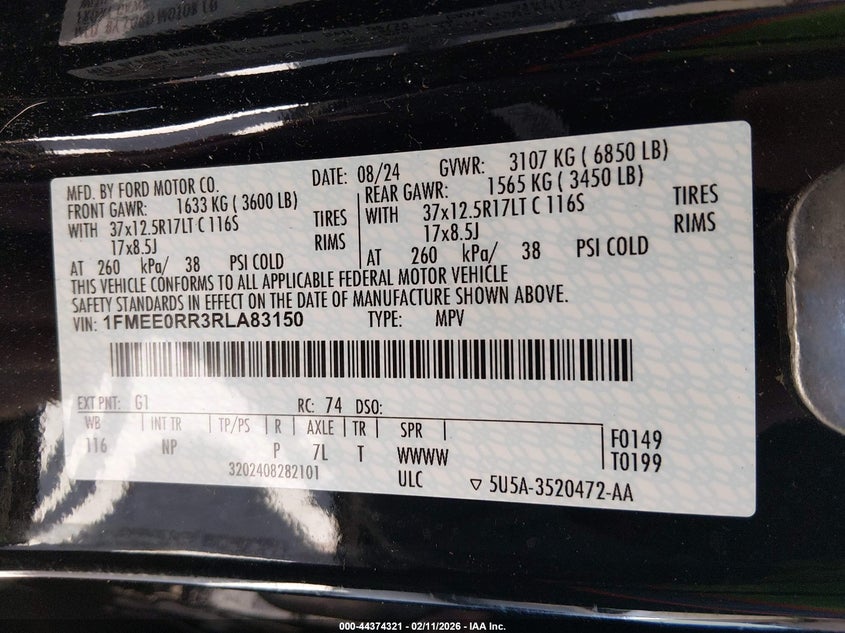 MFD. BY FORD MOTOR CO.
DATE: 08/24 GVWR: 3107 KG ( 6850 LB)
FRONT GAWR: 1633 KG ( 3600 LB) REAR GAWR: 1565 KG ( 3450 LB)
WITH 37x12.5R17LT C 116S TIRES WITH 37x12.5R17LT C 116S TIRES
17x8.5J RIMS 17x8.5J RIMS
AT 260 kPa/ 38 PSI COLD AT 260 kPa/ 38 PSI COLD
THIS VEHICLE CONFORMS TO ALL APPLICABLE FEDERAL MOTOR VEHICLE
SAFETY STANDARDS IN EFFECT ON THE DATE OF MANUFACTURE SHOWN ABOVE.
VIN: 1FMEE0RR3RLA83150 TYPE: MPV
EXT PNT: G1 RC: 74 DSO:
WB INT TR TP/PS R AXLE TR SPR
116 NP P 7L T WWWW
F0149
T0199
3202408282101 ULC 5U5A-3520472-AA
000-44374321 - 02/11/2026 - IAA Inc.